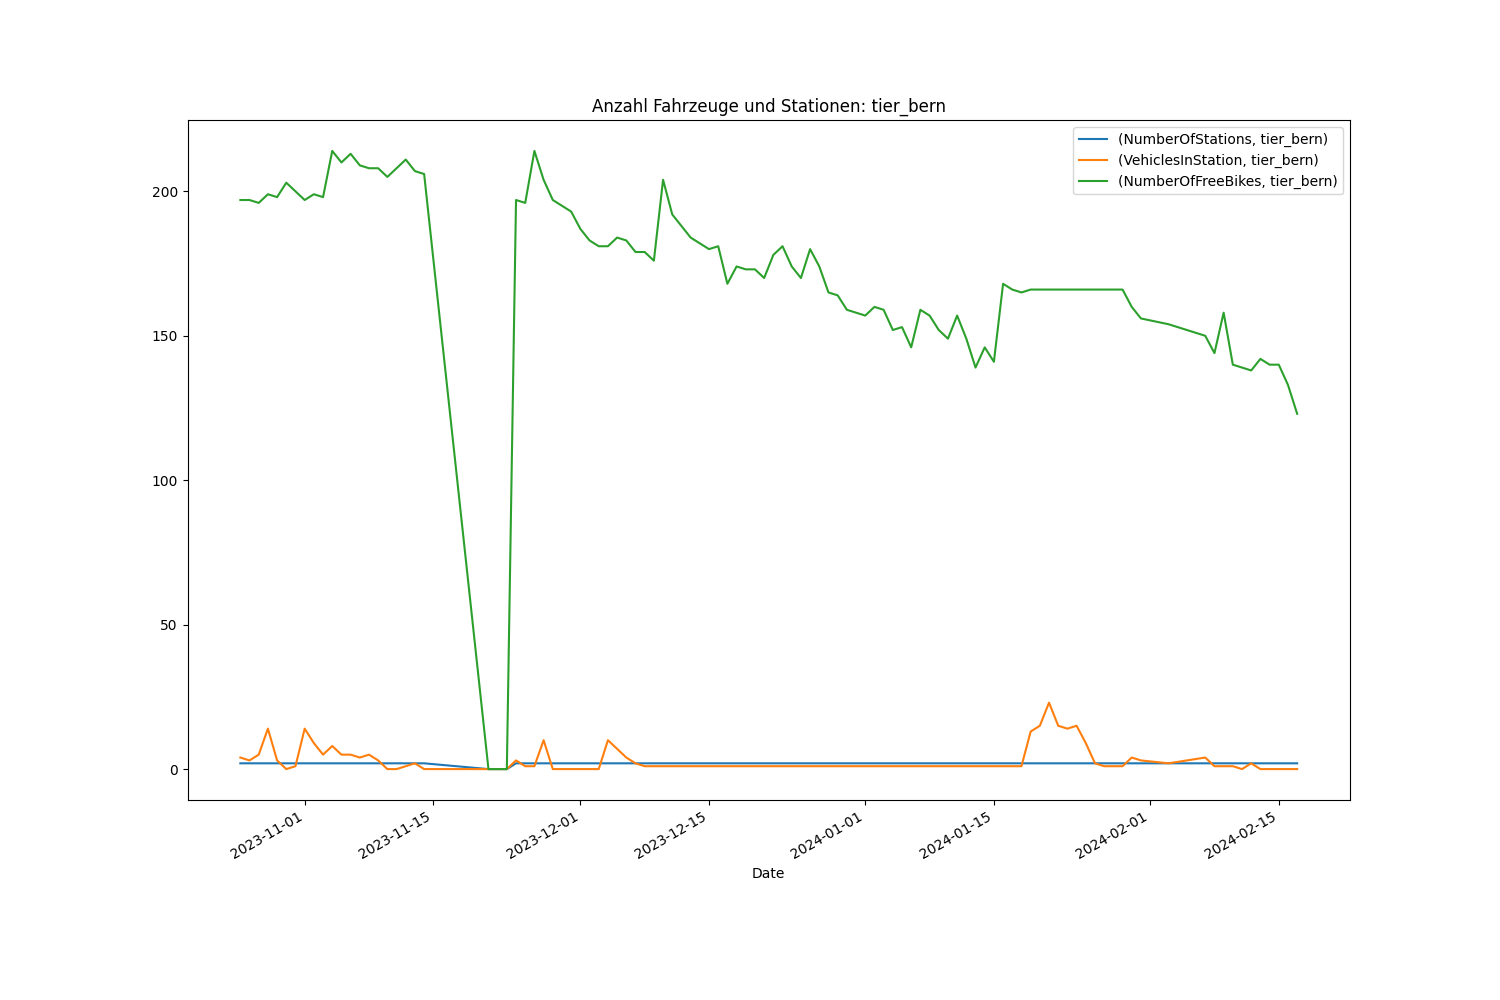 Anzahl Fahrzeuge und Stationen: tier_bern
(NumberOfStations, tier_bern)
(VehiclesInStation, tier_bern)
(NumberOfFreeBikes, tier_bern)
200
150
100
50
0
2023-11-01
2023-11-15
2023-12-01
2023-12-15
2024-01-01
2024-01-15
2024-02-01
2024-02-15
Date